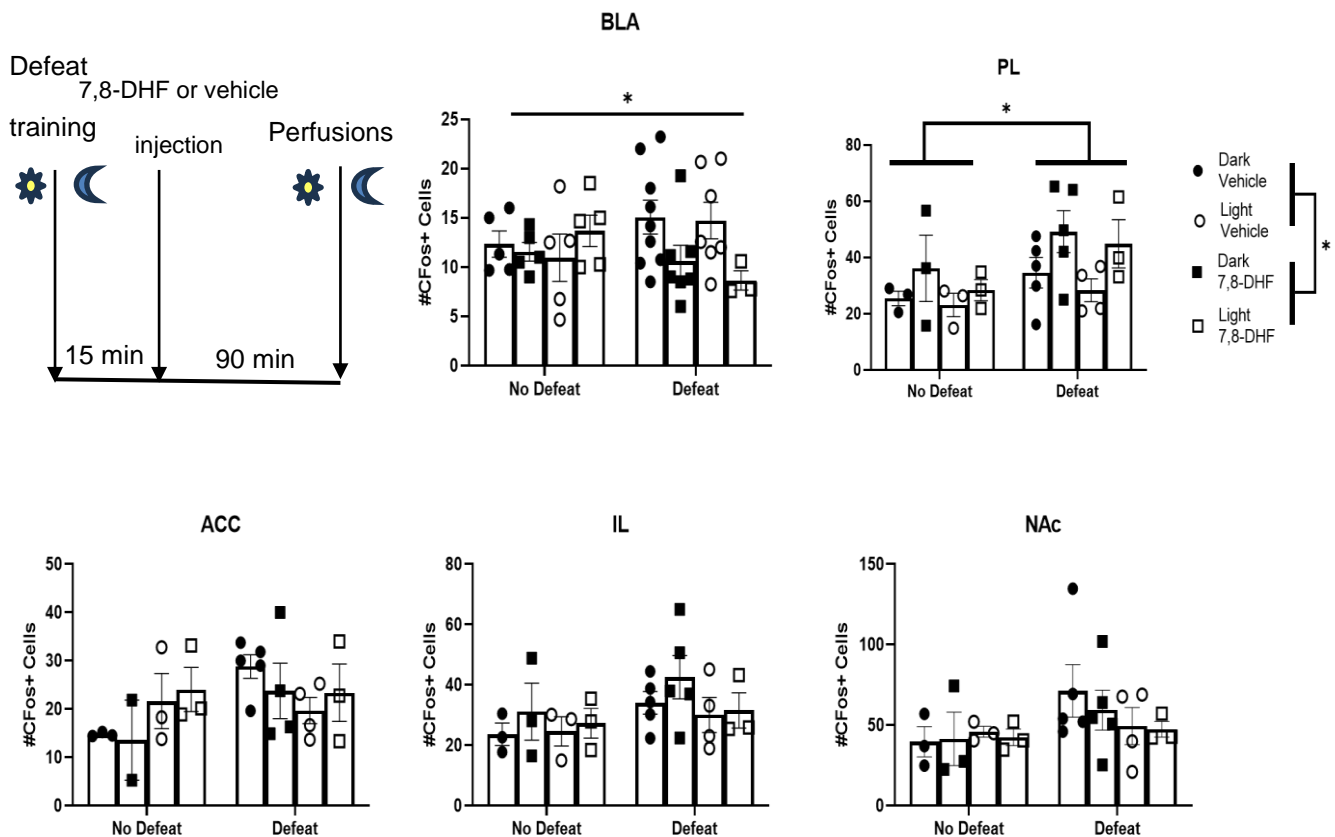 Defeat
7,8-DHF or vehicle
training
injection
Perfusions
15 min
90 min
BLA
*
#CFos+ Cells
25
20
15
10
5
0
No Defeat
Defeat
PL
*
#CFos+ Cells
80
60
40
20
0
No Defeat
Defeat
Dark
Vehicle
Light
Vehicle
Dark
7,8-DHF
Light
7,8-DHF
*
ACC
#CFos+ Cells
50
40
30
20
10
0
No Defeat
Defeat
IL
#CFos+ Cells
80
60
40
20
0
No Defeat
Defeat
NAc
#CFos+ Cells
150
100
50
0
No Defeat
Defeat